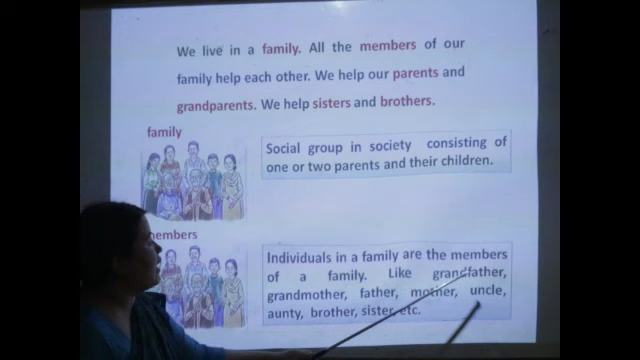 We live in a family. All the members of our
family help each other. We help our parents and
grandparents. We help sisters and brothers.
family
Social group in society consisting of
one or two parents and their children.
members
Individuals in a family are the members
of a family. Like grandfather,
grandmother, father, mother, uncle,
aunty, brother, sister, etc.